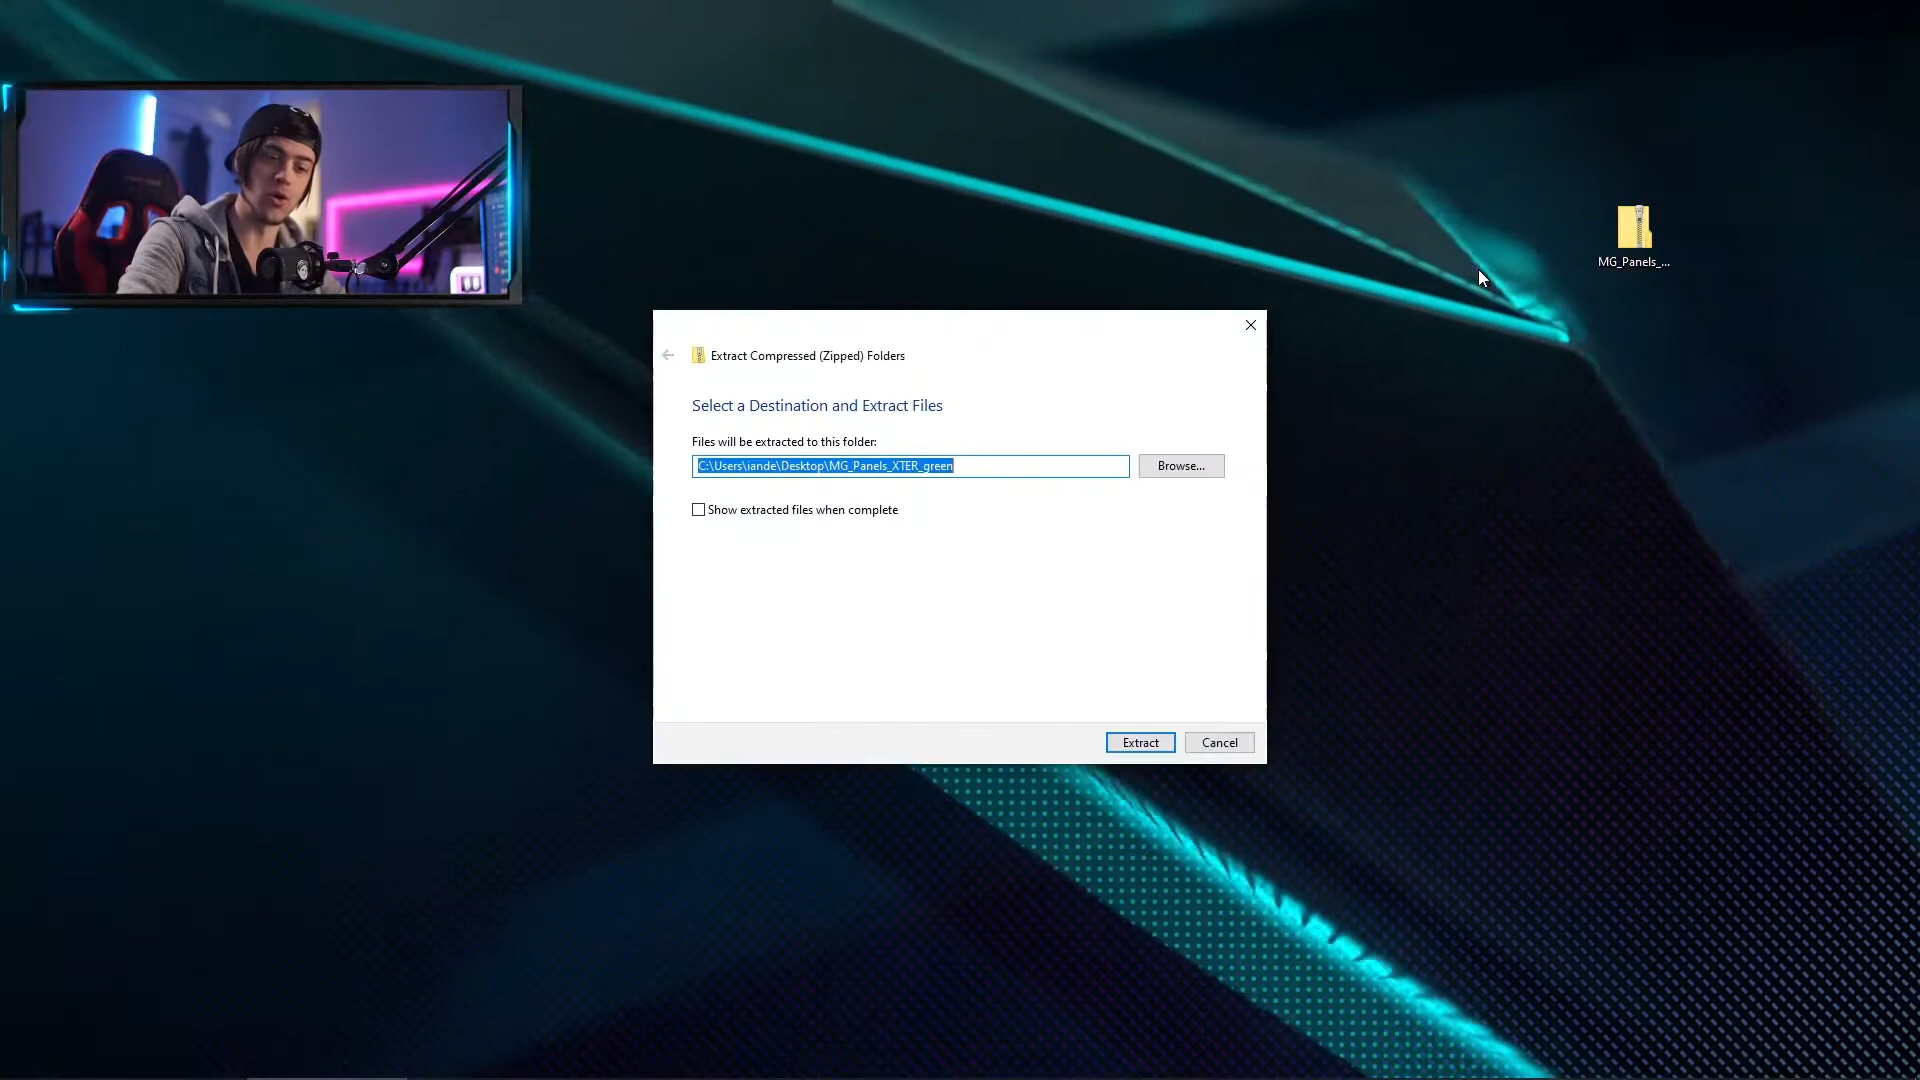 MG_Panels_...
Extract Compressed (Zipped) Folders
Select a Destination and Extract Files
Files will be extracted to this folder:
C:\Users\iande\Desktop\MG_Panels_XTER_green
Browse...
Show extracted files when complete
Extract
Cancel